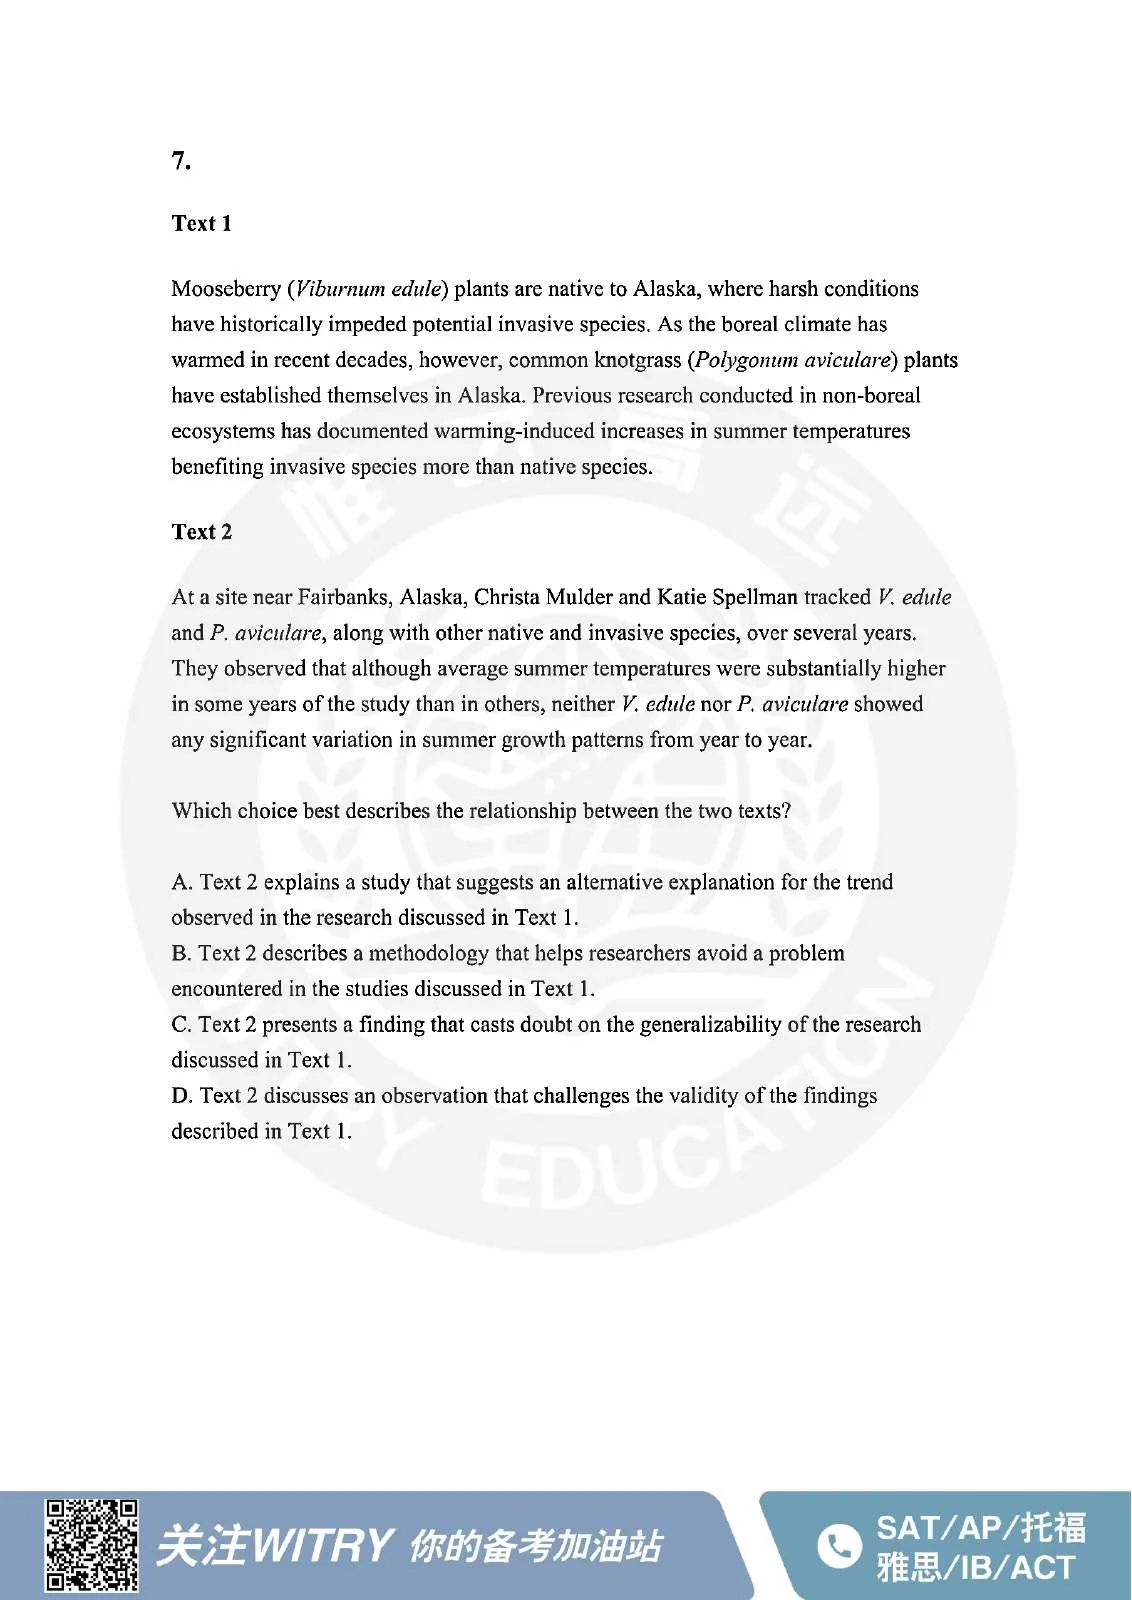 7.
Text 1
Mooseberry (Viburnum edule) plants are native to Alaska, where harsh conditions
have historically impeded potential invasive species. As the boreal climate has
warmed in recent decades, however, common knotgrass (Polygonum aviculare) plants
have established themselves in Alaska. Previous research conducted in non-boreal
ecosystems has documented warming-induced increases in summer temperatures
benefiting invasive species more than native species.
Text 2
At a site near Fairbanks, Alaska, Christa Mulder and Katie Spellman tracked V. edule
and P. aviculare, along with other native and invasive species, over several years.
They observed that although average summer temperatures were substantially higher
in some years of the study than in others, neither V. edule nor P. aviculare showed
any significant variation in summer growth patterns from year to year.
Which choice best describes the relationship between the two texts?
A. Text 2 explains a study that suggests an alternative explanation for the trend
observed in the research discussed in Text 1.
B. Text 2 describes a methodology that helps researchers avoid a problem
encountered in the studies discussed in Text 1.
C. Text 2 presents a finding that casts doubt on the generalizability of the research
discussed in Text 1.
D. Text 2 discusses an observation that challenges the validity of the findings
described in Text 1.
惟才高远
WITRY EDUCATION
关注WITRY 你的备考加油站
SAT/AP/托福
雅思/IB/ACT